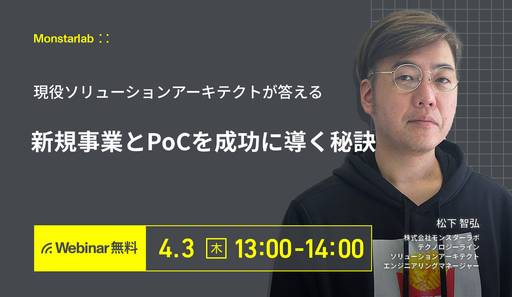 Monstarlab
現役ソリューションアーキテクトが答える
新規事業とPoCを成功に導く秘訣
松下 智弘
株式会社モンスターラボ
テクノロジーライン
ソリューションアーキテクト
エンジニアリングマネージャー
Webinar無料 4.3 木 13:00-14:00